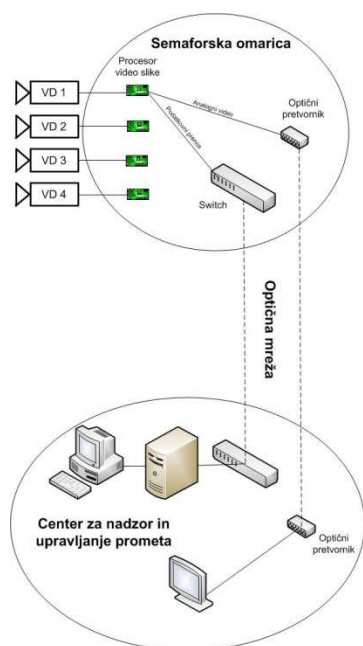 Semaforska omarica
Procesor
video slike
VD 1
VD 2
VD 3
VD 4
Analogni video
Podatkovni prenos
Optični
pretvornik
Switch
Optična mreža
Center za nadzor in
upravljanje prometa
Optični
pretvornik